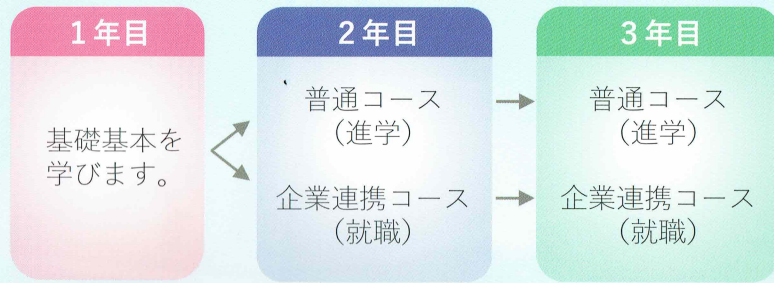 1年目
基礎基本を
学びます。
2年目
普通コース
(進学)
企業連携コース
(就職)
3年目
普通コース
(進学)
企業連携コース
(就職)